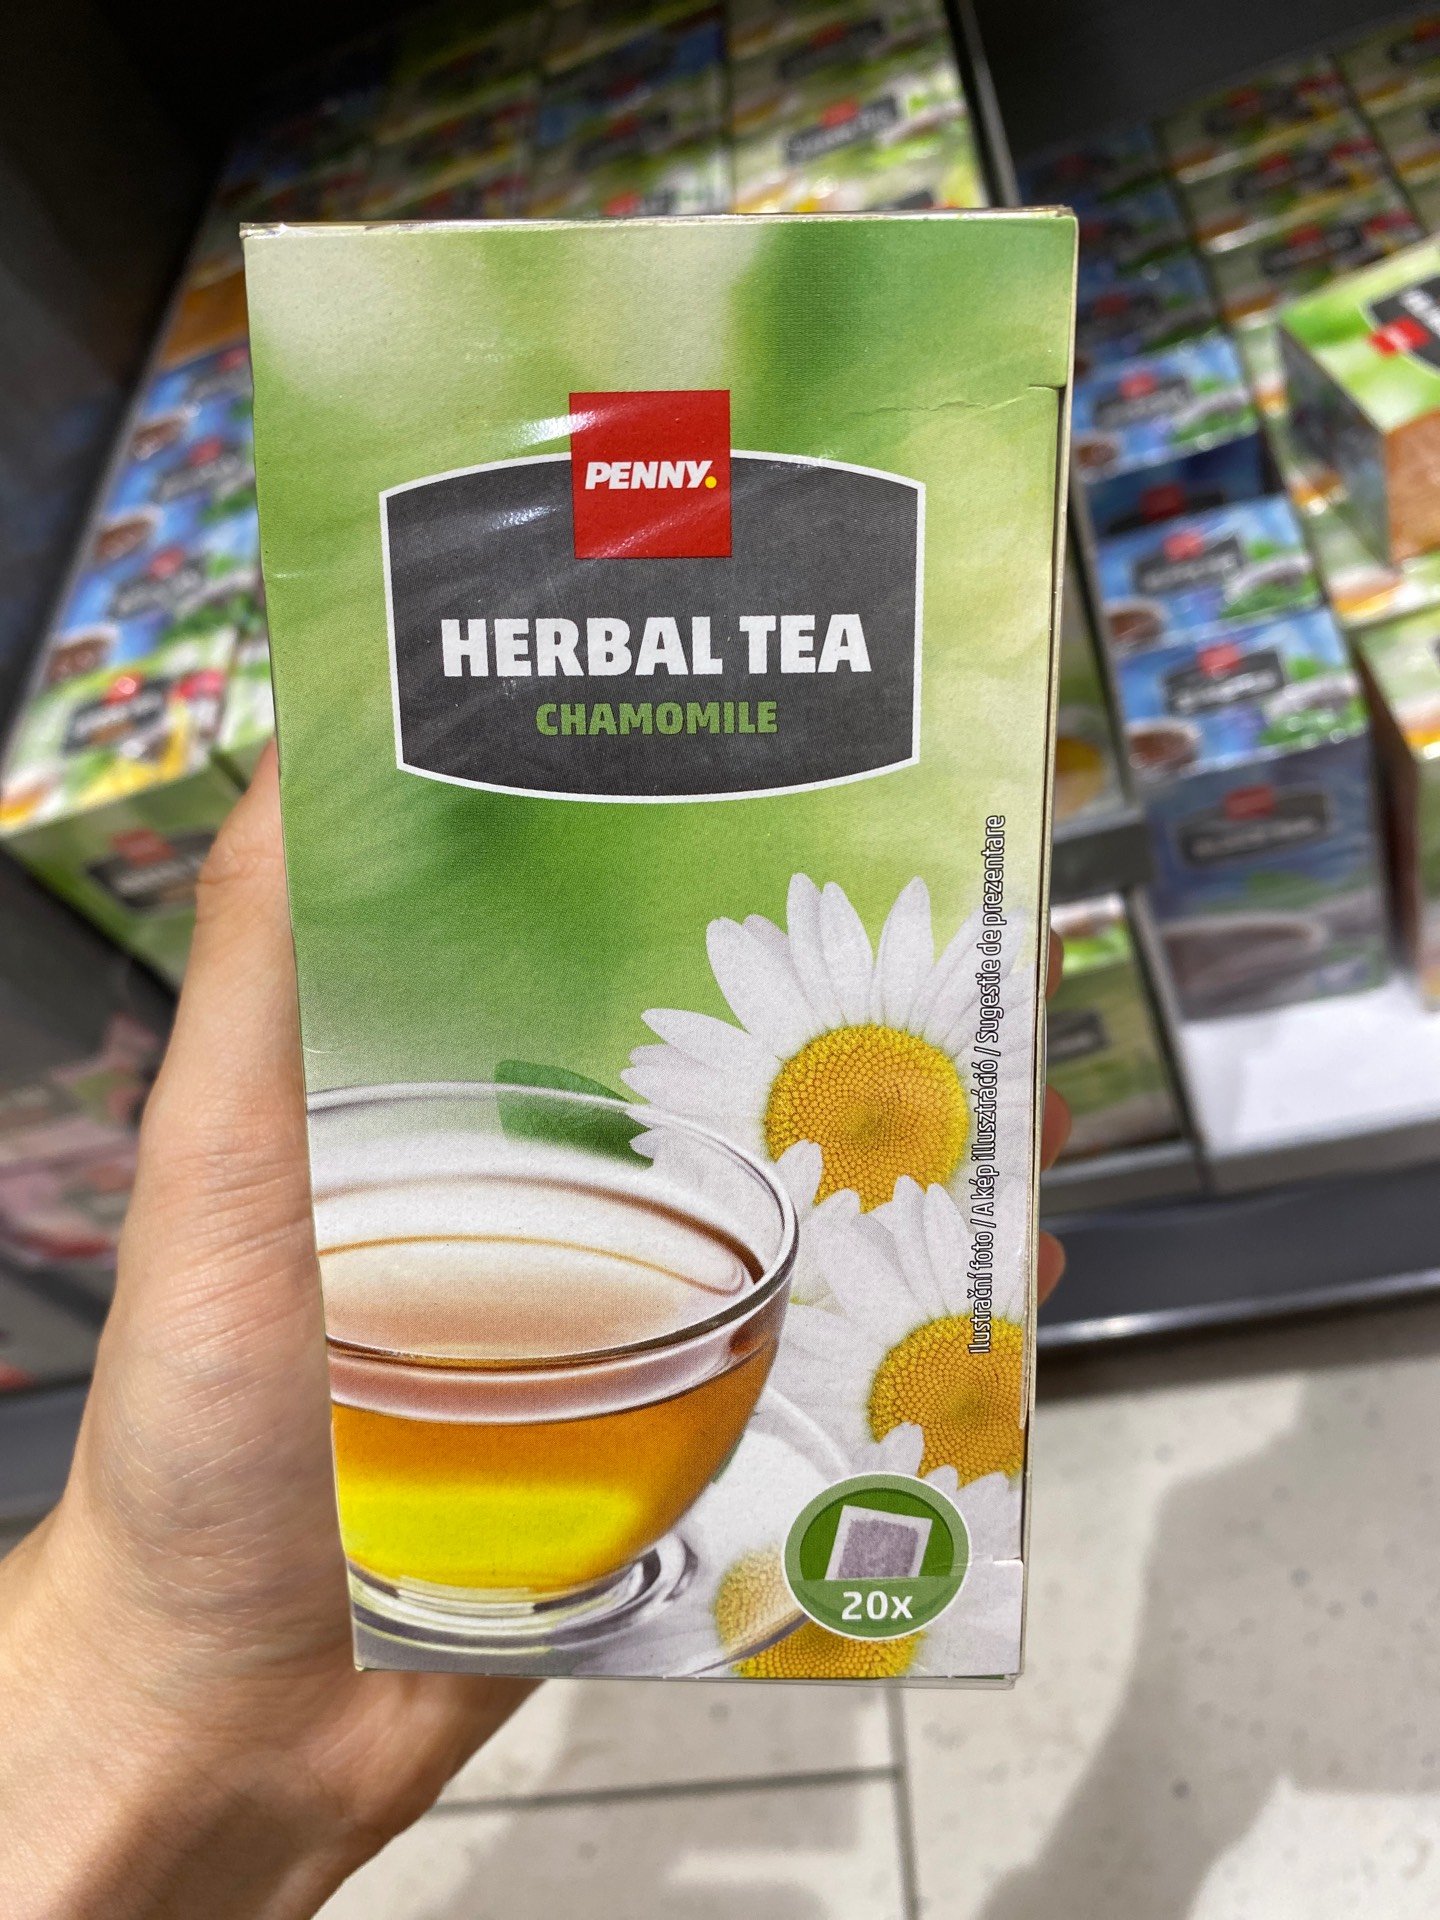 PENNY.
HERBAL TEA
CHAMOMILE
Ilustrační foto / A kép illusztráció / Sugestie de prezentare
20x